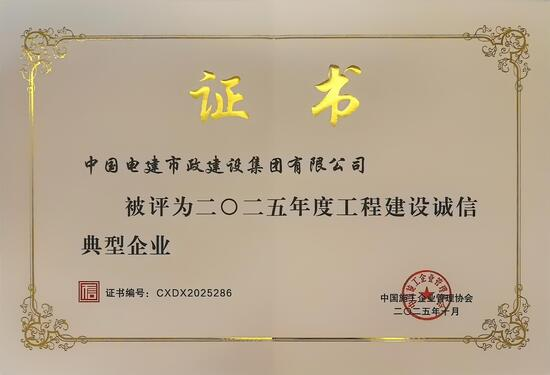 证书
中国电建市政建设集团有限公司
被评为二〇二五年度工程建设诚信
典型企业
信
证书编号：CXDX2025286
中国施工企业管理协会
二〇二五年十月